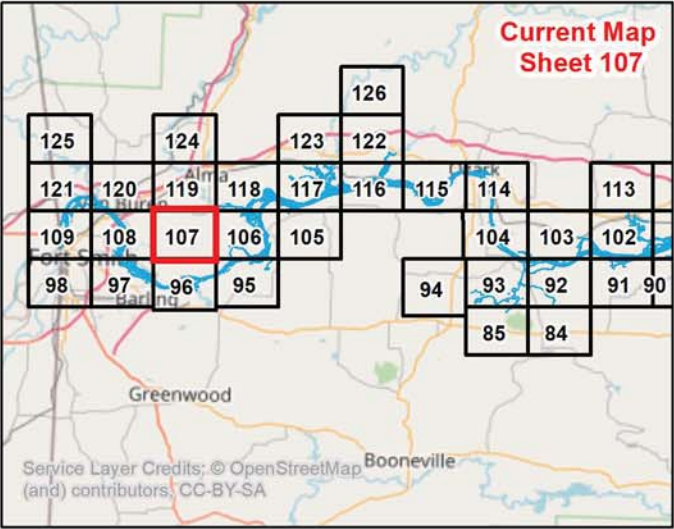 Current Map
Sheet 107
126
125 124 123 122
Alma Ozark
121 120 119 118 117 116 115 114 113
Van Buren
109 108 107 106 105 104 103 102
Fort Smith
98 97 96 95 94 93 92 91 90
Barling
85 84
Greenwood
Booneville
Service Layer Credits: © OpenStreetMap
(and) contributors, CC-BY-SA